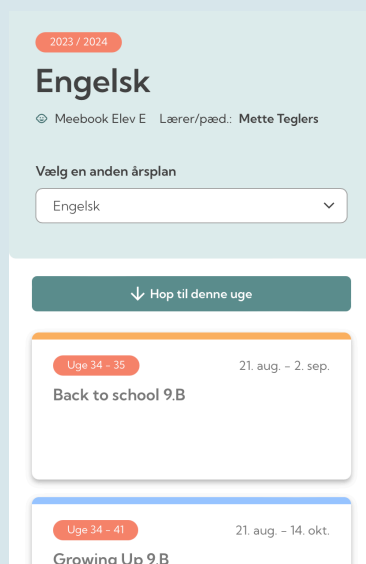 2023 / 2024
Engelsk
Meebook Elev E Lærer/pæd.: Mette Teglers
Vælg en anden årsplan
Engelsk
Hop til denne uge
Uge 34 - 35 21. aug. - 2. sep.
Back to school 9.B
Uge 34 - 41 21. aug. - 14. okt.
Growing Up 9.B